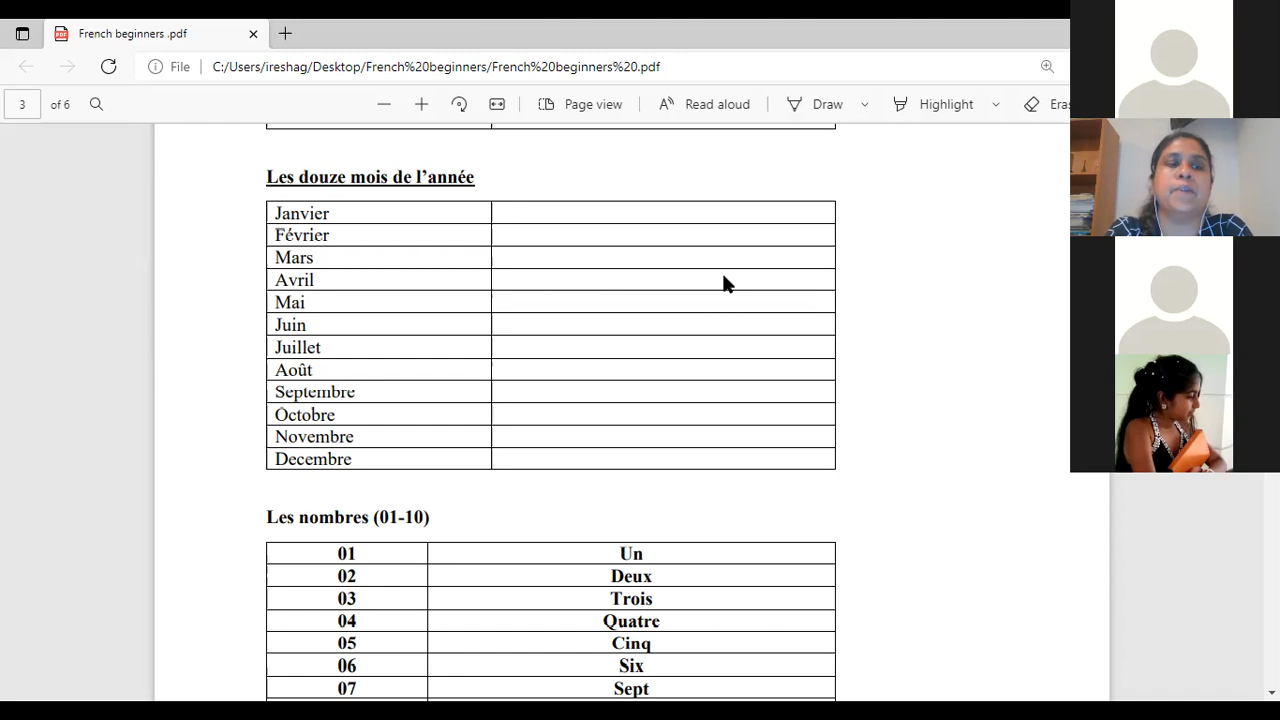 French beginners .pdf
File C:/Users/ireshag/Desktop/French%20beginners/French%20beginners%20.pdf
3 of 6 Page view Read aloud Draw Highlight Eras
Les douze mois de l’année
Janvier
Février
Mars
Avril
Mai
Juin
Juillet
Août
Septembre
Octobre
Novembre
Decembre
Les nombres (01-10)
01 Un
02 Deux
03 Trois
04 Quatre
05 Cinq
06 Six
07 Sept